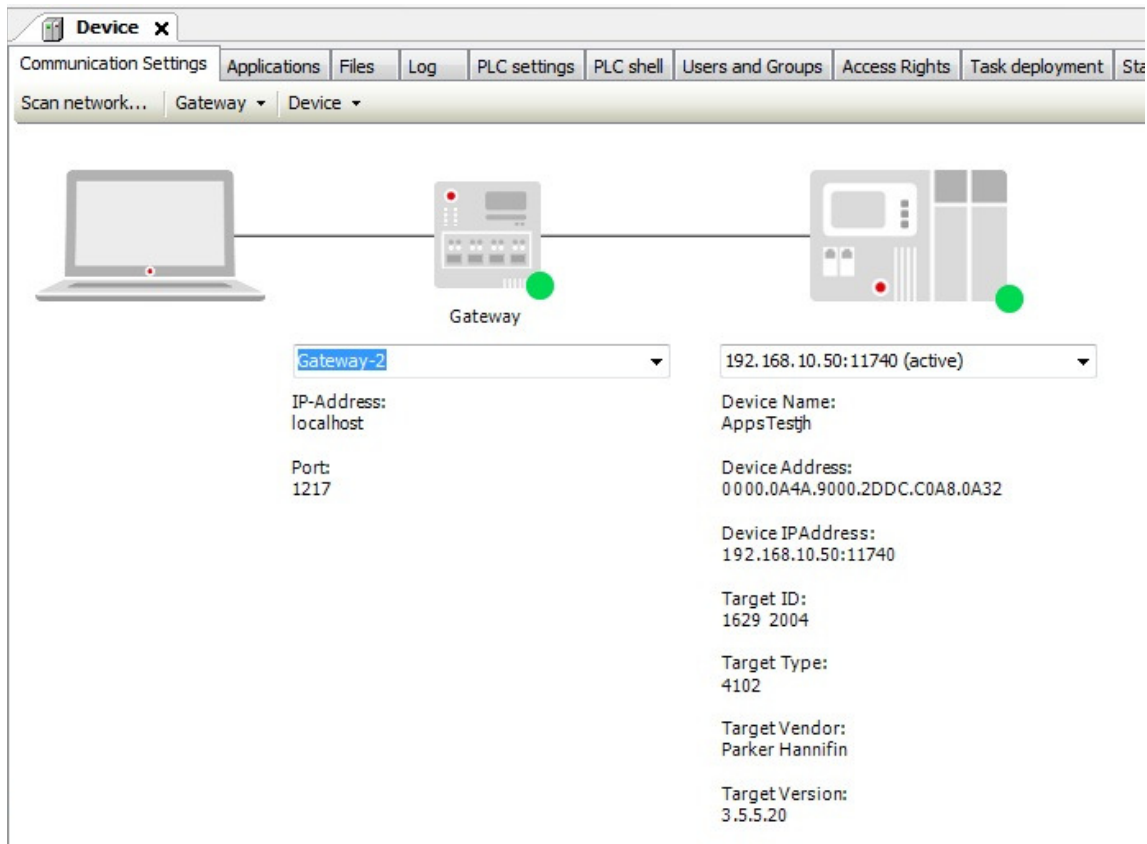 Device
Communication Settings Applications Files Log PLC settings PLC shell Users and Groups Access Rights Task deployment Sta
Scan network... Gateway Device
Gateway
Gateway-2
192.168.10.50:11740 (active)
IP-Address:
localhost
Port:
1217
Device Name:
AppsTestjh
Device Address:
0000.0A4A.9000.2DDC.C0A8.0A32
Device IPAddress:
192.168.10.50:11740
Target ID:
1629 2004
Target Type:
4102
Target Vendor:
Parker Hannifin
Target Version:
3.5.5.20